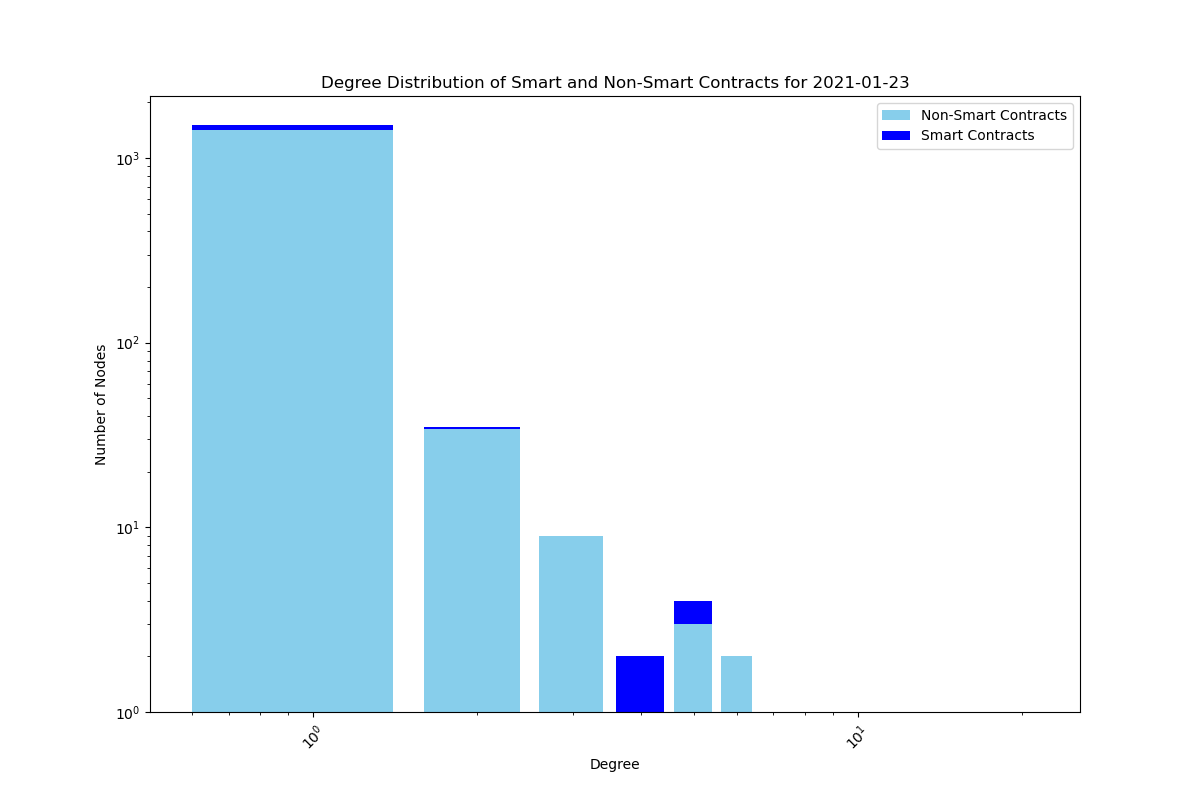 Degree Distribution of Smart and Non-Smart Contracts for 2021-01-23
Non-Smart Contracts
Smart Contracts
Number of Nodes
10³
10²
10¹
10⁰
10⁰
10¹
Degree